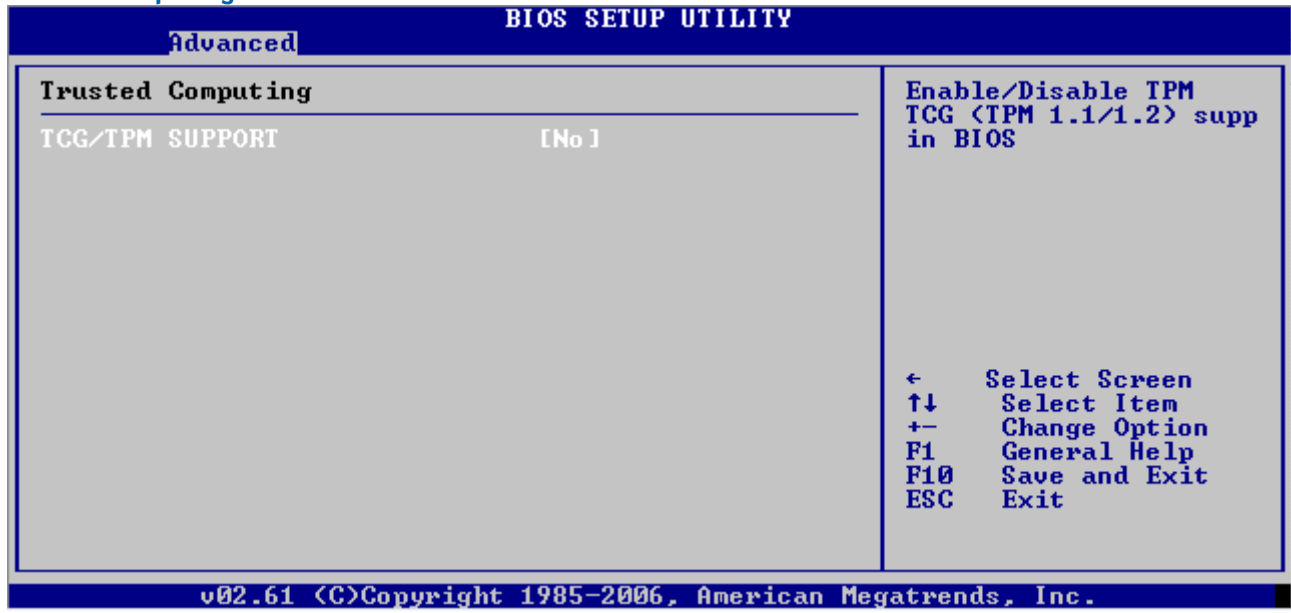 BIOS SETUP UTILITY
Advanced
Trusted Computing
TCG/TPM SUPPORT [No]
Enable/Disable TPM
TCG (TPM 1.1/1.2) supp
in BIOS
← Select Screen
↑↓ Select Item
+- Change Option
F1 General Help
F10 Save and Exit
ESC Exit
v02.61 (C)Copyright 1985-2006, American Megatrends, Inc.